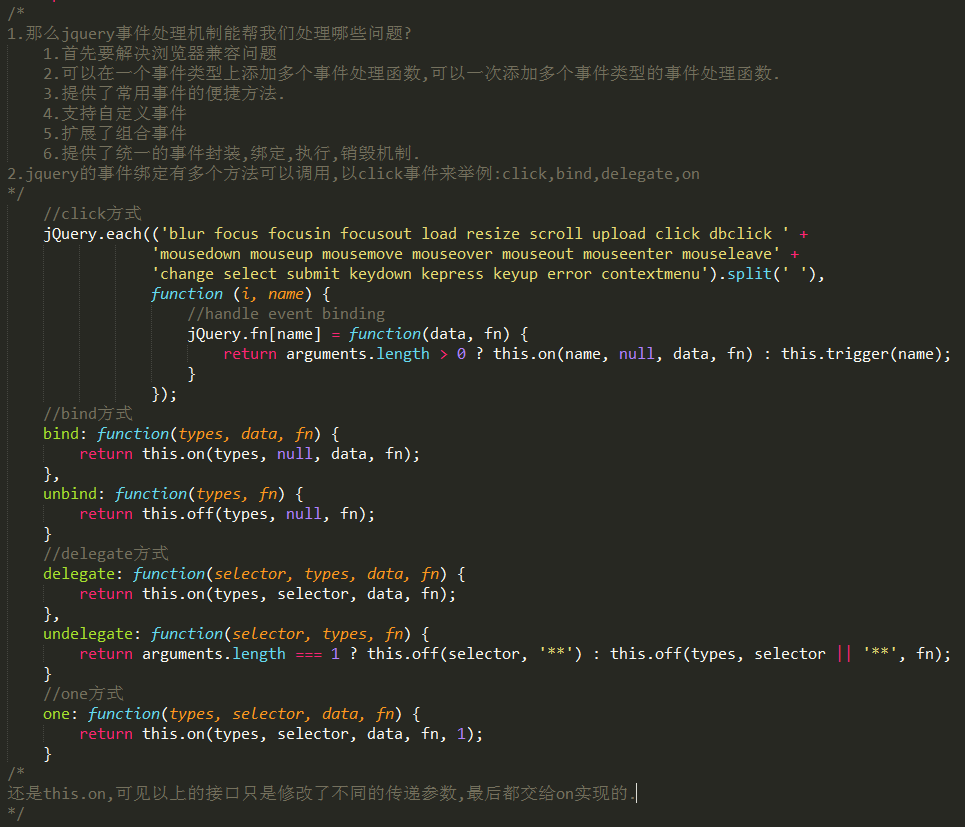 /*
1.那么jquery事件处理机制能帮我们处理哪些问题?
    1.首先要解决浏览器兼容问题
    2.可以在一个事件类型上添加多个事件处理函数,可以一次添加多个事件类型的事件处理函数.
    3.提供了常用事件的便捷方法.
    4.支持自定义事件
    5.扩展了组合事件
    6.提供了统一的事件封装,绑定,执行,销毁机制.
2.jquery的事件绑定有多个方法可以调用,以click事件来举例:click,bind,delegate,on
*/
    //click方式
    jQuery.each(('blur focus focusin focusout load resize scroll upload click dbclick ' +
                'mousedown mouseup mousemove mouseover mouseout mouseenter mouseleave' +
                'change select submit keydown kepress keyup error contextmenu').split(' '),
                function (i, name) {
                    //handle event binding
                    jQuery.fn[name] = function(data, fn) {
                        return arguments.length > 0 ? this.on(name, null, data, fn) : this.trigger(name);
                    }
                });
    //bind方式
    bind: function(types, data, fn) {
        return this.on(types, null, data, fn);
    },
    unbind: function(types, fn) {
        return this.off(types, null, fn);
    }
    //delegate方式
    delegate: function(selector, types, data, fn) {
        return this.on(types, selector, data, fn);
    },
    undelegate: function(selector, types, fn) {
        return arguments.length === 1 ? this.off(selector, '**') : this.off(types, selector || '**', fn);
    }
    //one方式
    one: function(types, selector, data, fn) {
        return this.on(types, selector, data, fn, 1);
    }
/*
还是this.on,可见以上的接口只是修改了不同的传递参数,最后都交给on实现的.
*/